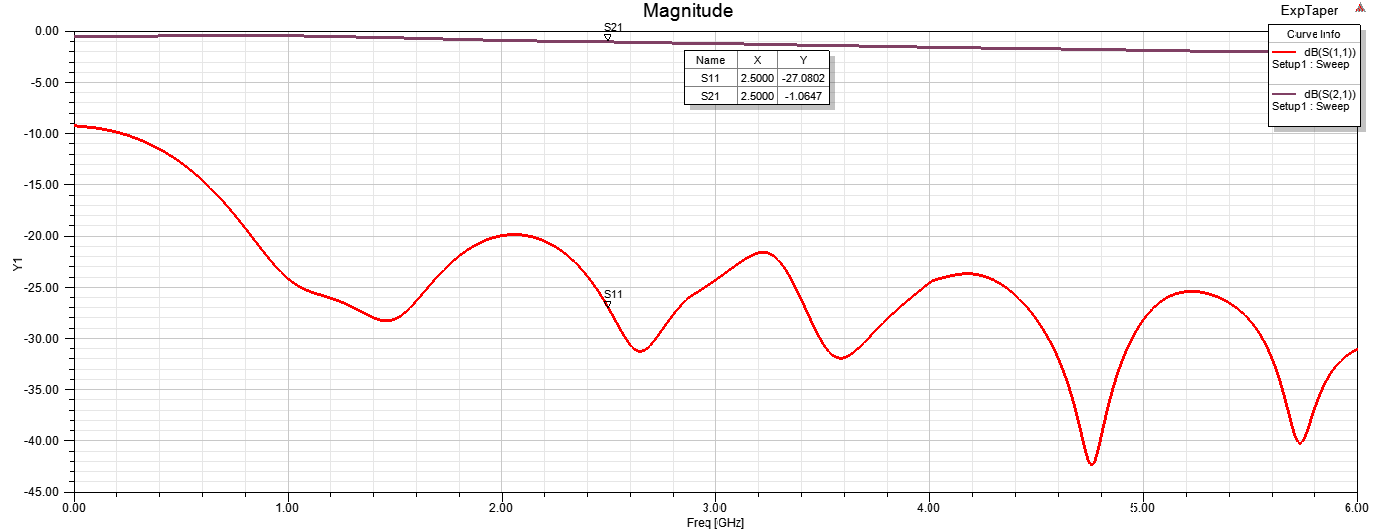 Magnitude
ExpTaper
Curve Info
dB(S(1,1))
Setup1 : Sweep
dB(S(2,1))
Setup1 : Sweep
S21
Name X Y
S11 2.5000 -27.0802
S21 2.5000 -1.0647
S11
0.00
-5.00
-10.00
-15.00
-20.00
-25.00
-30.00
-35.00
-40.00
-45.00
Y1
0.00 1.00 2.00 3.00 4.00 5.00 6.00
Freq [GHz]